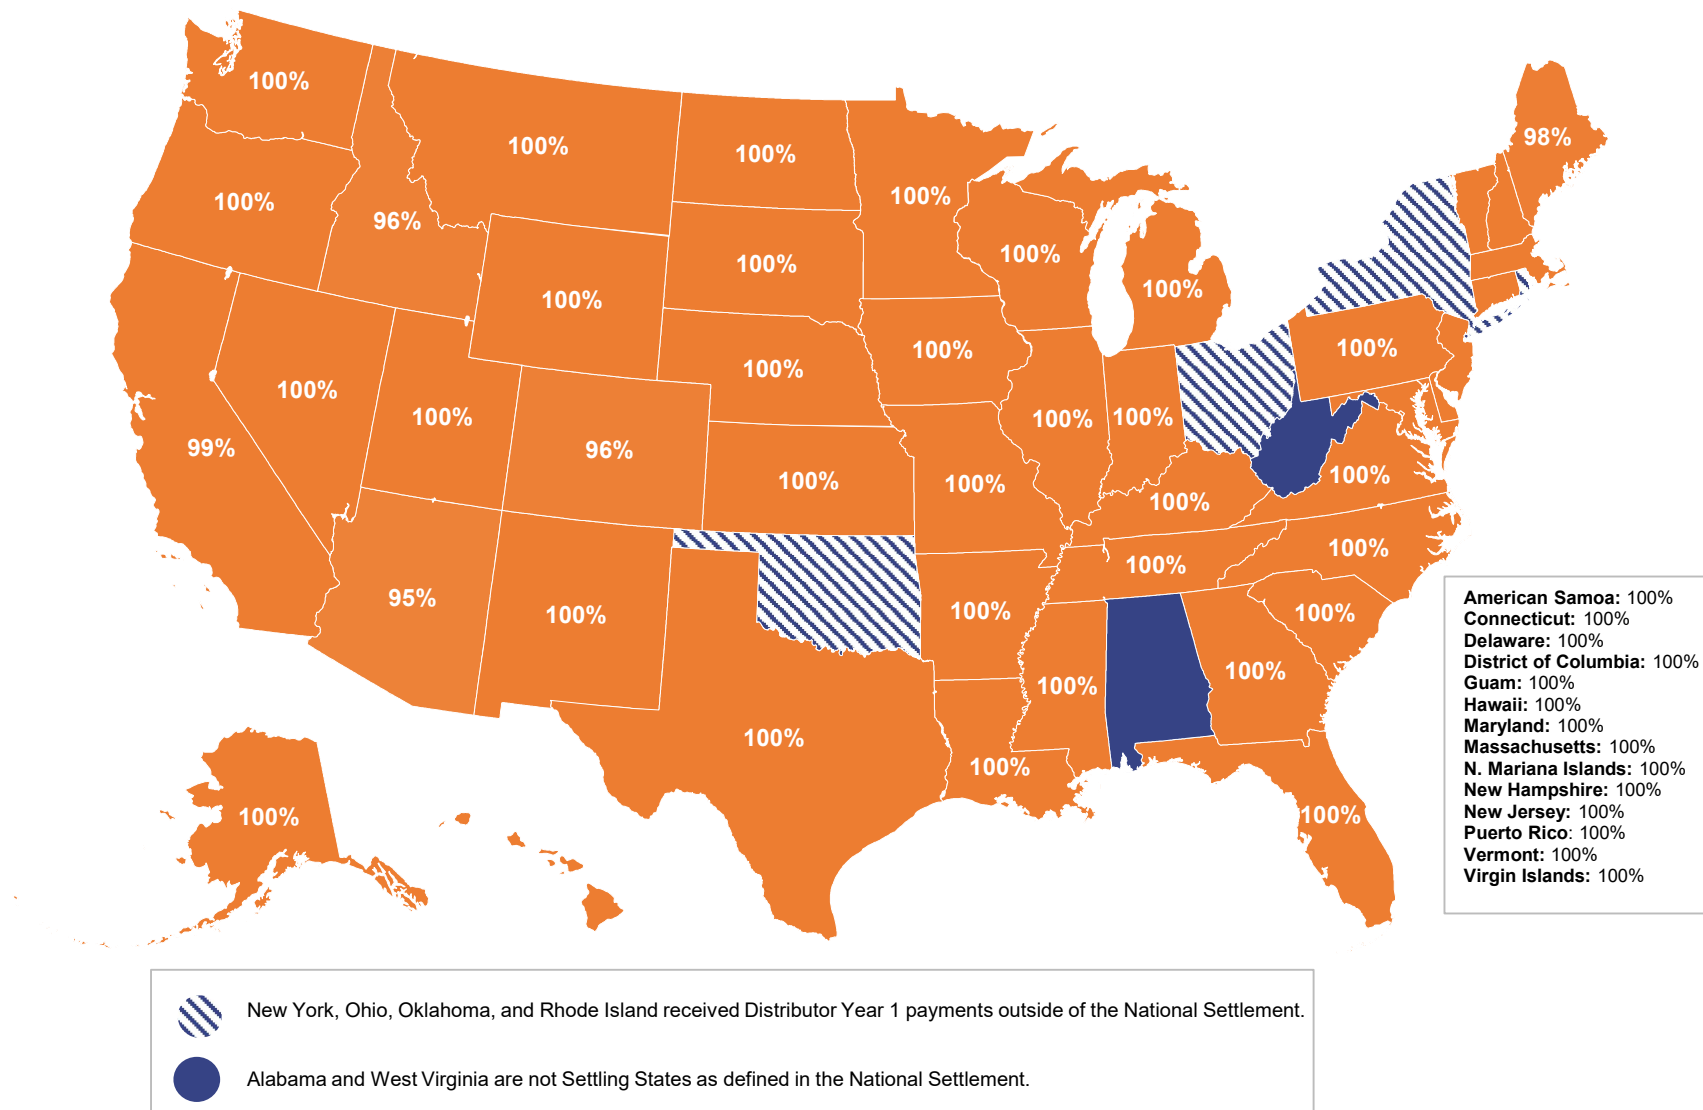 100%
98%
100%
100%
100%
100%
96%
100%
100%
100%
100%
100%
100%
100%
100%
100%
100%
100%
100%
99%
96%
100%
100%
100%
100%
100%
100%
95%
100%
100%
100%
100%
100%
100%
100%
100%
100%
100%
100%
American Samoa: 100%
Connecticut: 100%
Delaware: 100%
District of Columbia: 100%
Guam: 100%
Hawaii: 100%
Maryland: 100%
Massachusetts: 100%
N. Mariana Islands: 100%
New Hampshire: 100%
New Jersey: 100%
Puerto Rico: 100%
Vermont: 100%
Virgin Islands: 100%
New York, Ohio, Oklahoma, and Rhode Island received Distributor Year 1 payments outside of the National Settlement.
Alabama and West Virginia are not Settling States as defined in the National Settlement.